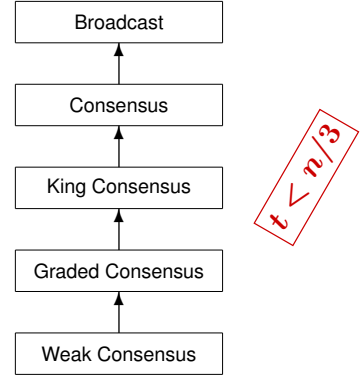 Broadcast
Consensus
t < n/3
King Consensus
Graded Consensus
Weak Consensus